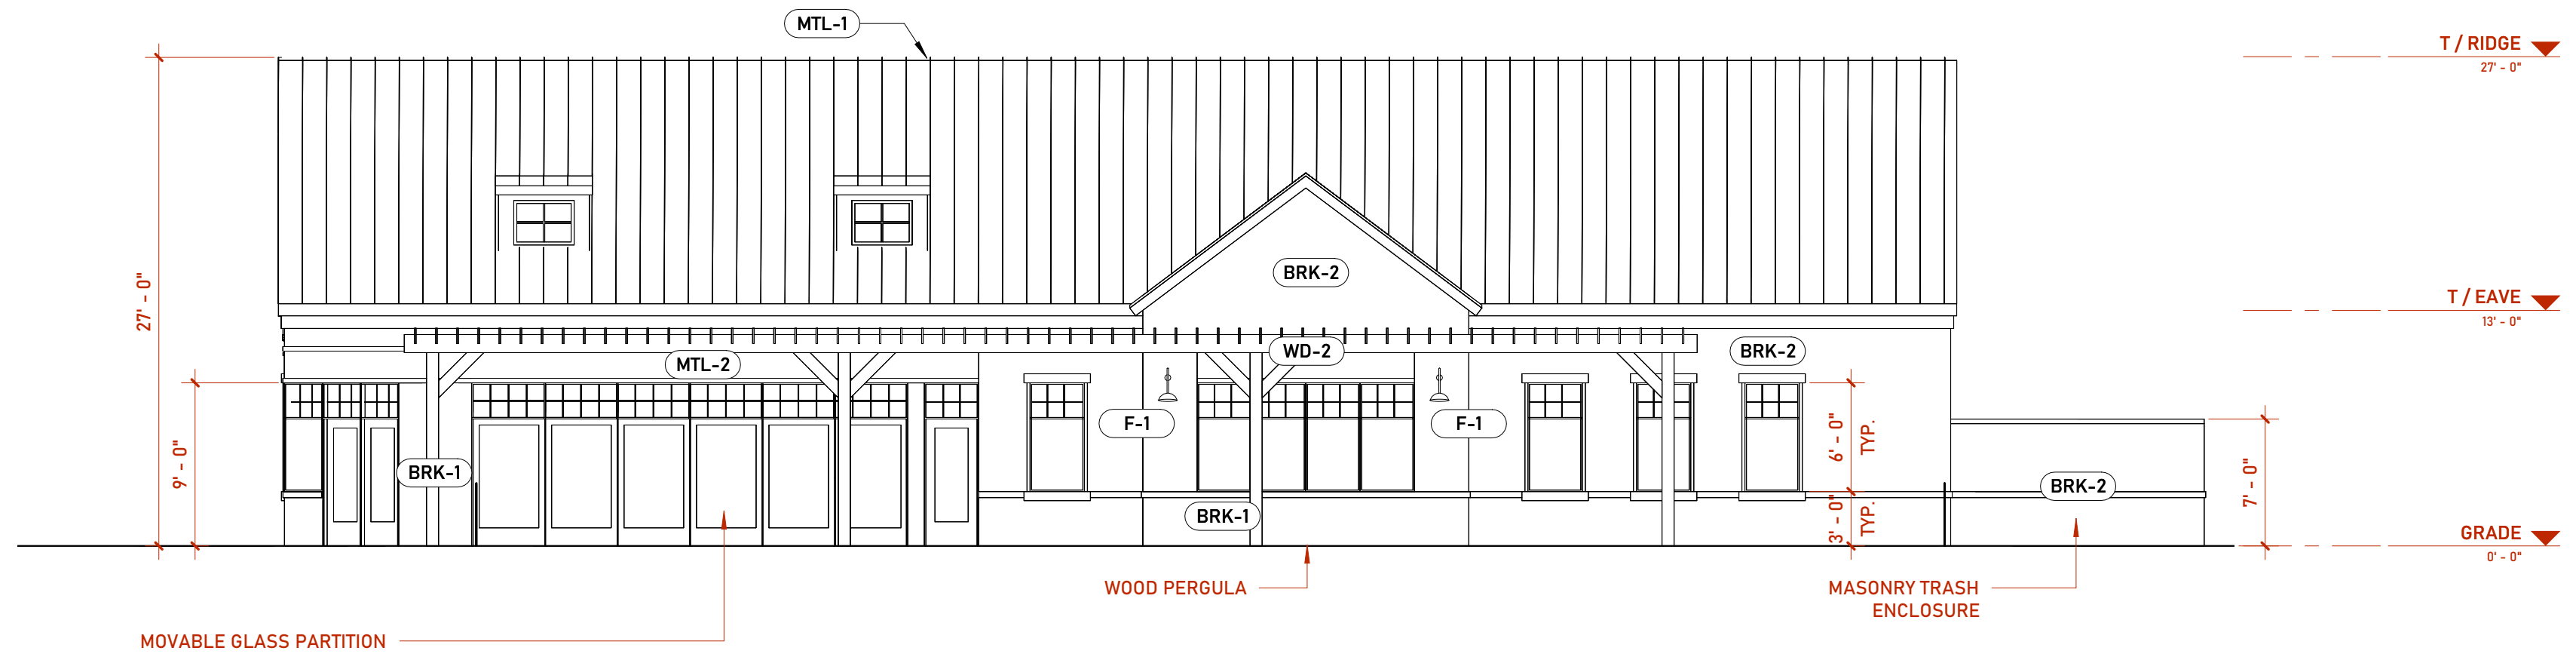 MTL-1
T / RIDGE
27' - 0"
BRK-2
27' - 0"
T / EAVE
13' - 0"
MTL-2
WD-2
BRK-2
F-1
F-1
6' - 0"
TYP.
9' - 0"
BRK-1
BRK-2
7' - 0"
BRK-1
3' - 0"
TYP.
GRADE
0' - 0"
WOOD PERGULA
MASONRY TRASH
ENCLOSURE
MOVABLE GLASS PARTITION